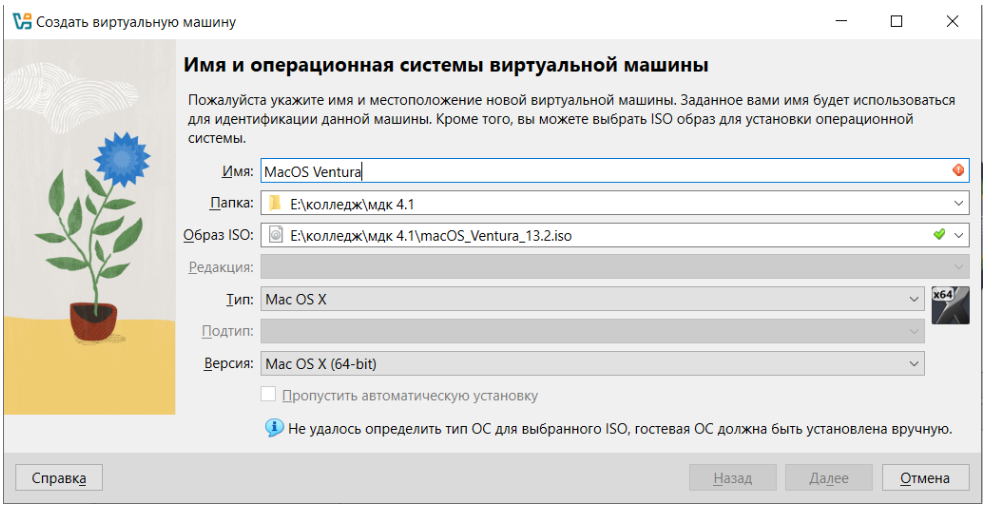 Создать виртуальную машину
Имя и операционная системы виртуальной машины
Пожалуйста укажите имя и местоположение новой виртуальной машины. Заданное вами имя будет использоваться
для идентификации данной машины. Кроме того, вы можете выбрать ISO образ для установки операционной
системы.
Имя: MacOS Ventura
Папка: E:\колледж\мдк 4.1
Образ ISO: E:\колледж\мдк 4.1\macOS_Ventura_13.2.iso
Редакция:
Тип: Mac OS X
x64
Подтип:
Версия: Mac OS X (64-bit)
Пропустить автоматическую установку
Не удалось определить тип ОС для выбранного ISO, гостевая ОС должна быть установлена вручную.
Справка Назад Далее Отмена